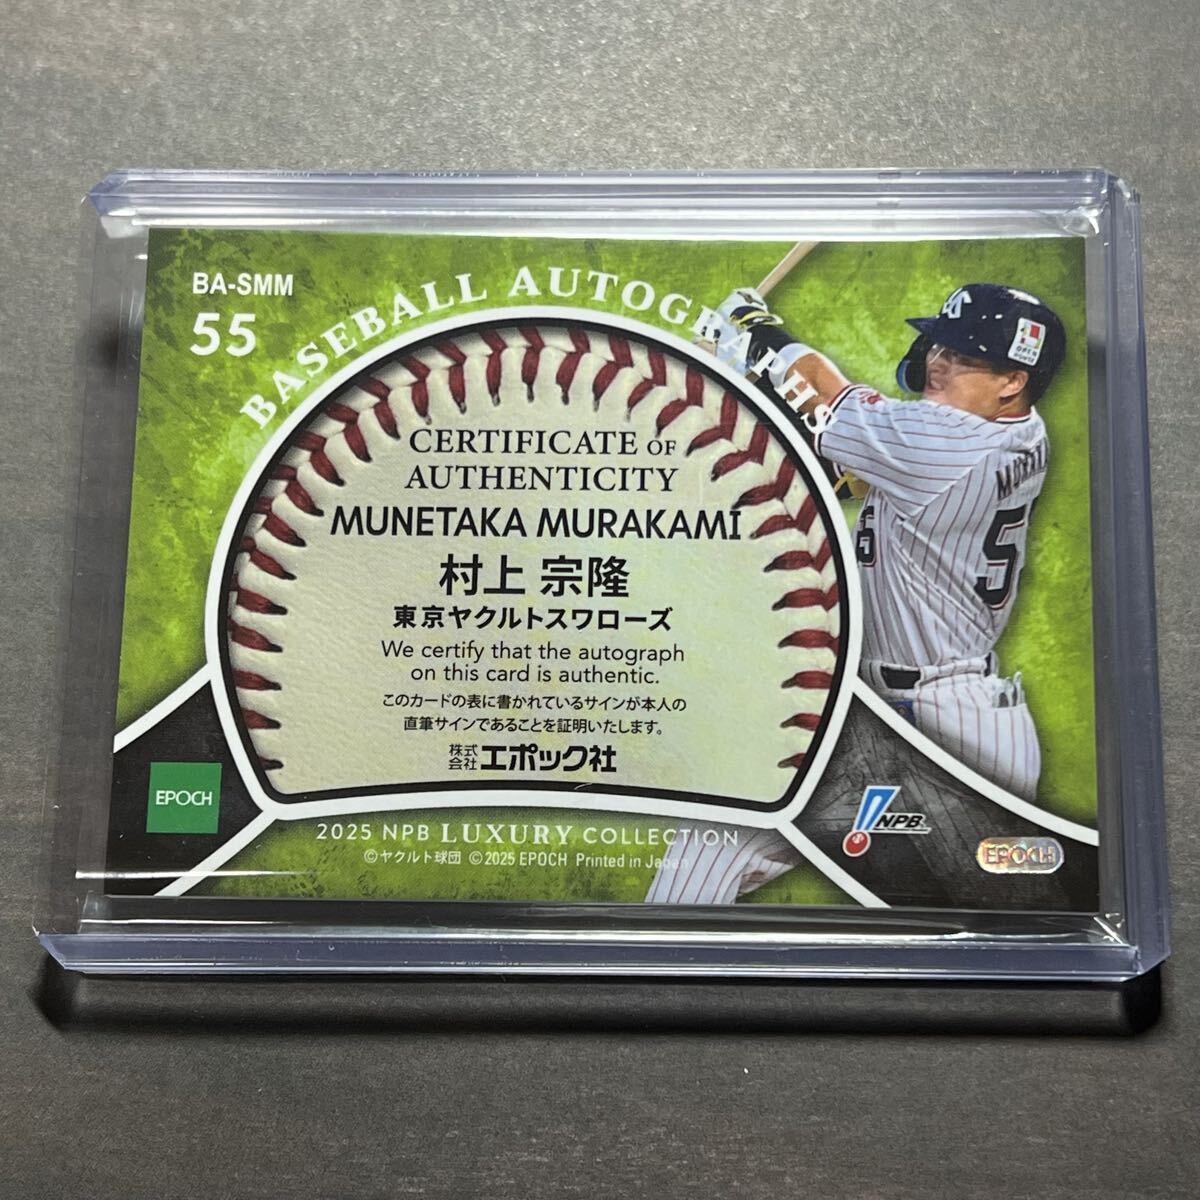 BA-SMM
55
BASEBALL AUTOGRAPHS
CERTIFICATE OF
AUTHENTICITY
MUNETAKA MURAKAMI
村上 宗隆
東京ヤクルトスワローズ
We certify that the autograph
on this card is authentic.
このカードの表に書かれているサインが本人の
直筆サインであることを証明いたします。
株式会社エポック社
EPOCH
2025 NPB LUXURY COLLECTION
©ヤクルト球団 ©2025 EPOCH Printed in Japan
NPB
EPOCH
OPEN
HOUSE
5